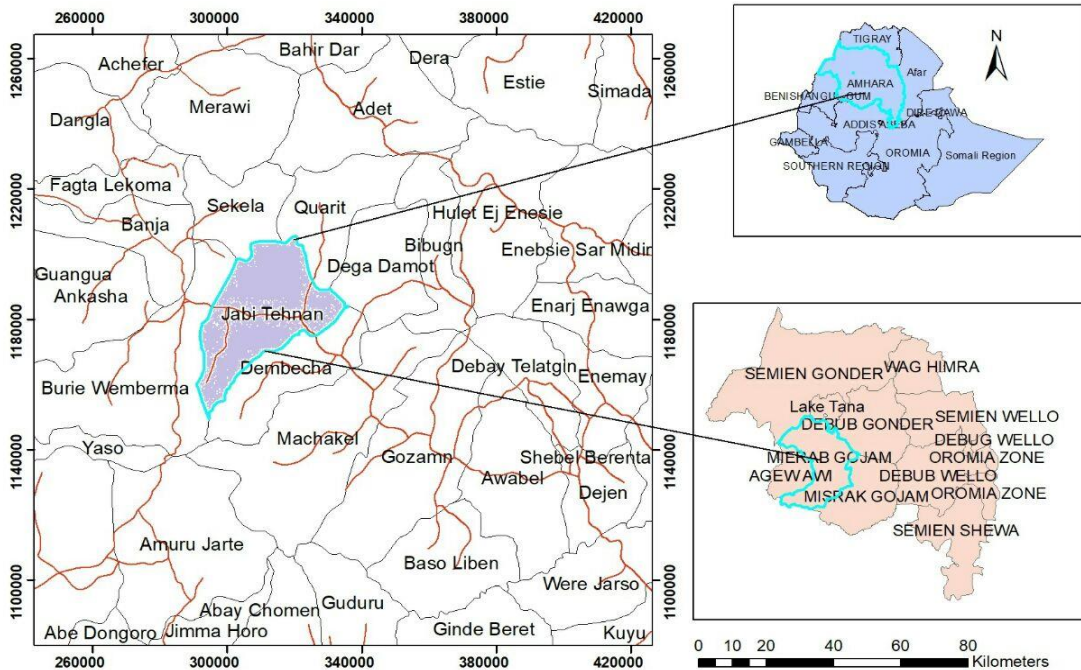 260000 300000 340000 380000 420000
1260000
1220000
1180000
1140000
1100000
Bahir Dar
Dera
Achefer
Estie
Simada
Merawi
Adet
Dangla
Fagta Lekoma
Sekela
Quarit
Hulet Ej Enesie
Banja
Bibugn
Enebsie Sar Midir
Guangua
Dega Damot
Ankasha
Enarj Enawga
Jabi Tehnan
Debay Telatgin
Dembecha
Enemay
Burie Wemberma
Machakel
Yaso
Gozamn
Shebel Berenta
Awabel
Dejen
Amuru Jarte
Baso Liben
Were Jarso
Guduru
Abay Chomen
Abe Dongoro
Jimma Horo
Ginde Beret
Kuyu
1260000
1220000
1180000
1140000
1100000
260000 300000 340000 380000 420000
N
TIGRAY
Afar
AMHARA
BENISHANGUL GUM
ADDIS ABEBA
GAMBELLA
OROMIA
SOUTHERN REGION
Somali Region
SEMIEN GONDER
WAG HIMRA
Lake Tana
DEBUB GONDER
SEMIEN WELLO
DEBUG WELLO
MIERAB GOJAM
OROMIA ZONE
AGEWAWI
DEBUB WELLO
MISRAK GOJAM
OROMIA ZONE
SEMIEN SHEWA
0 10 20 40 60 80
Kilometers